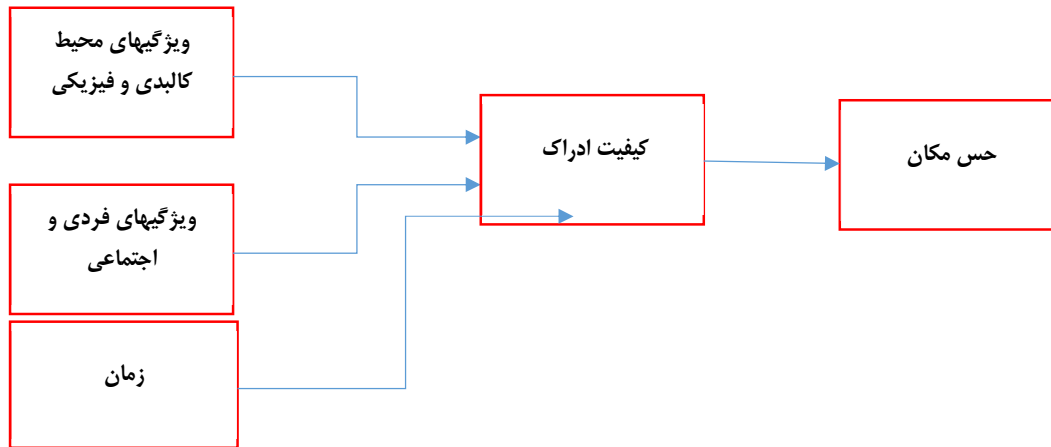 ویژگیهای محیط
کالبدی و فیزیکی
کیفیت ادراک
حس مکان
ویژگیهای فردی و
اجتماعی
زمان